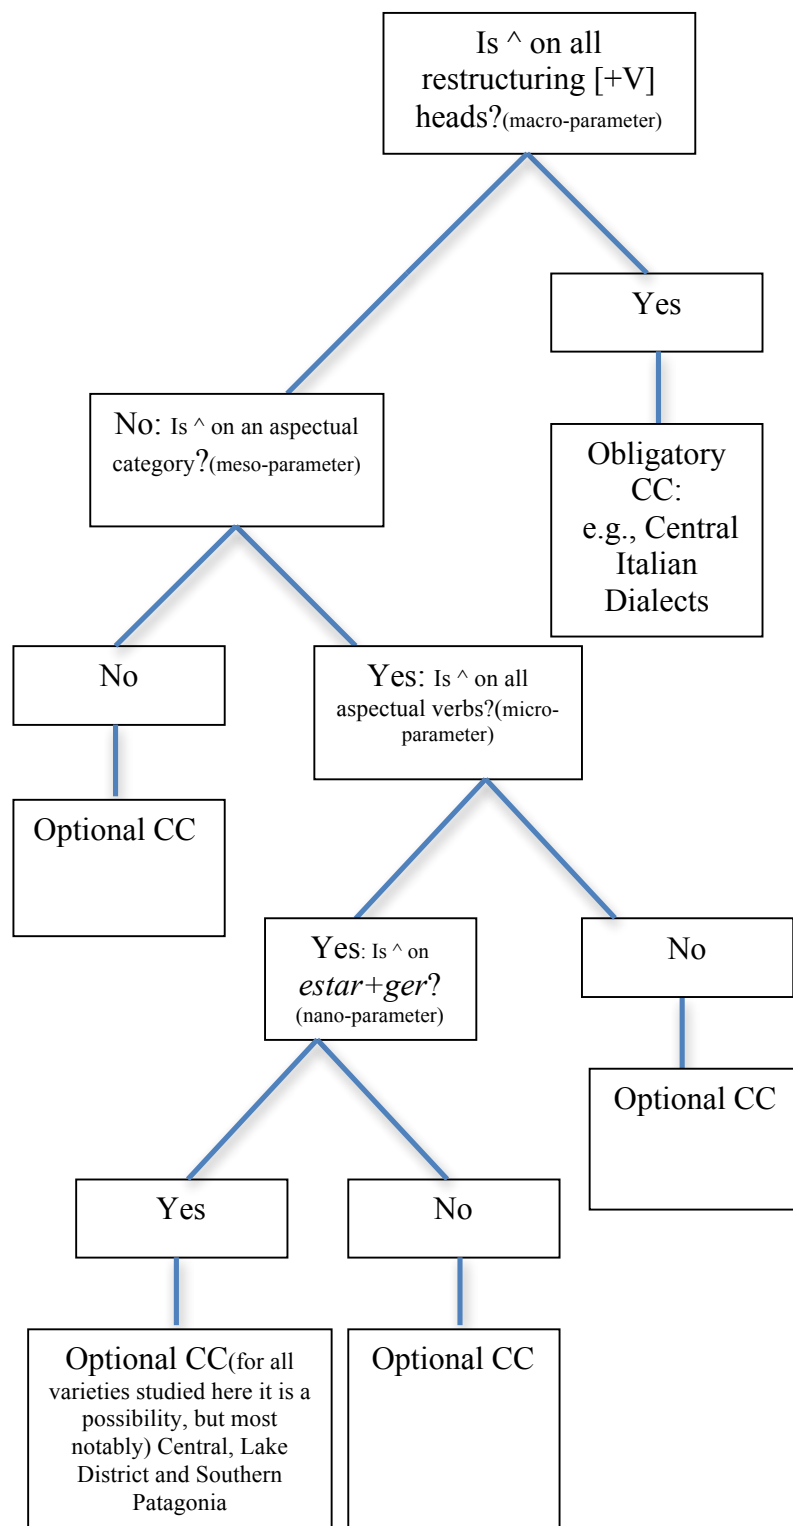 Is ^ on all
restructuring [+V]
heads?(macro-parameter)
Yes
No: Is ^ on an aspectual
category?(meso-parameter)
Obligatory
CC:
e.g., Central
Italian
Dialects
No
Yes: Is ^ on all
aspectual verbs?(micro-
parameter)
Optional CC
Yes: Is ^ on
estar+ger?
(nano-parameter)
No
Optional CC
Yes
No
Optional CC(for all
varieties studied here it is a
possibility, but most
notably) Central, Lake
District and Southern
Patagonia
Optional CC